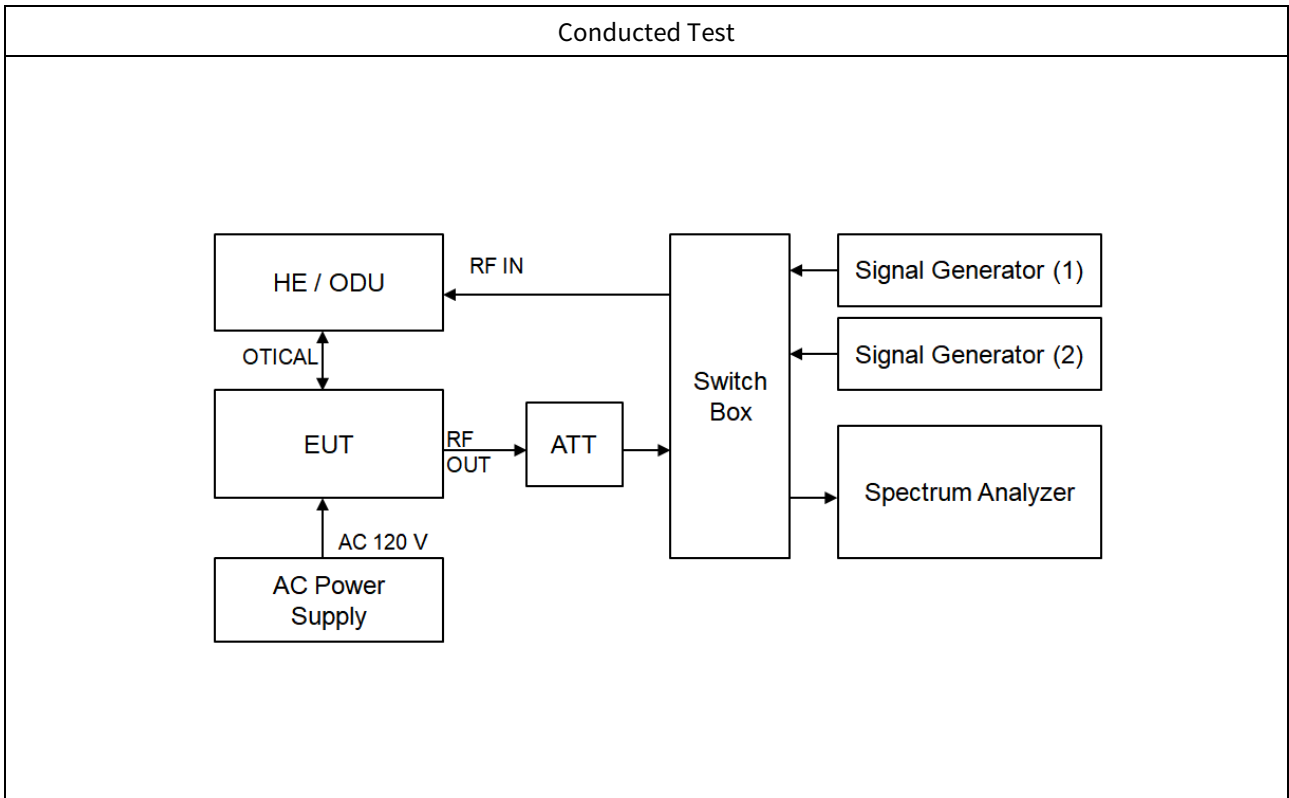 Conducted Test
HE / ODU
RF IN
Signal Generator (1)
OTICAL
Signal Generator (2)
Switch
Box
EUT
RF
OUT
ATT
Spectrum Analyzer
AC 120 V
AC Power
Supply